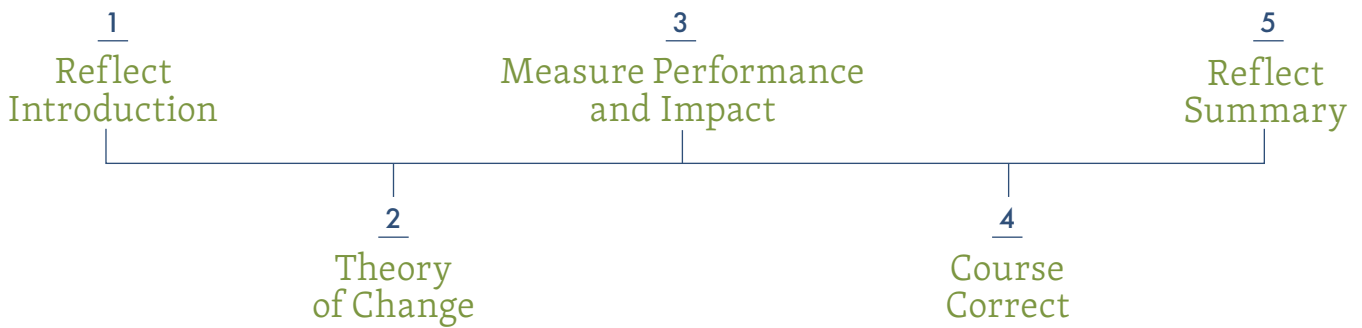 1
Reflect
Introduction
2
Theory
of Change
3
Measure Performance
and Impact
4
Course
Correct
5
Reflect
Summary